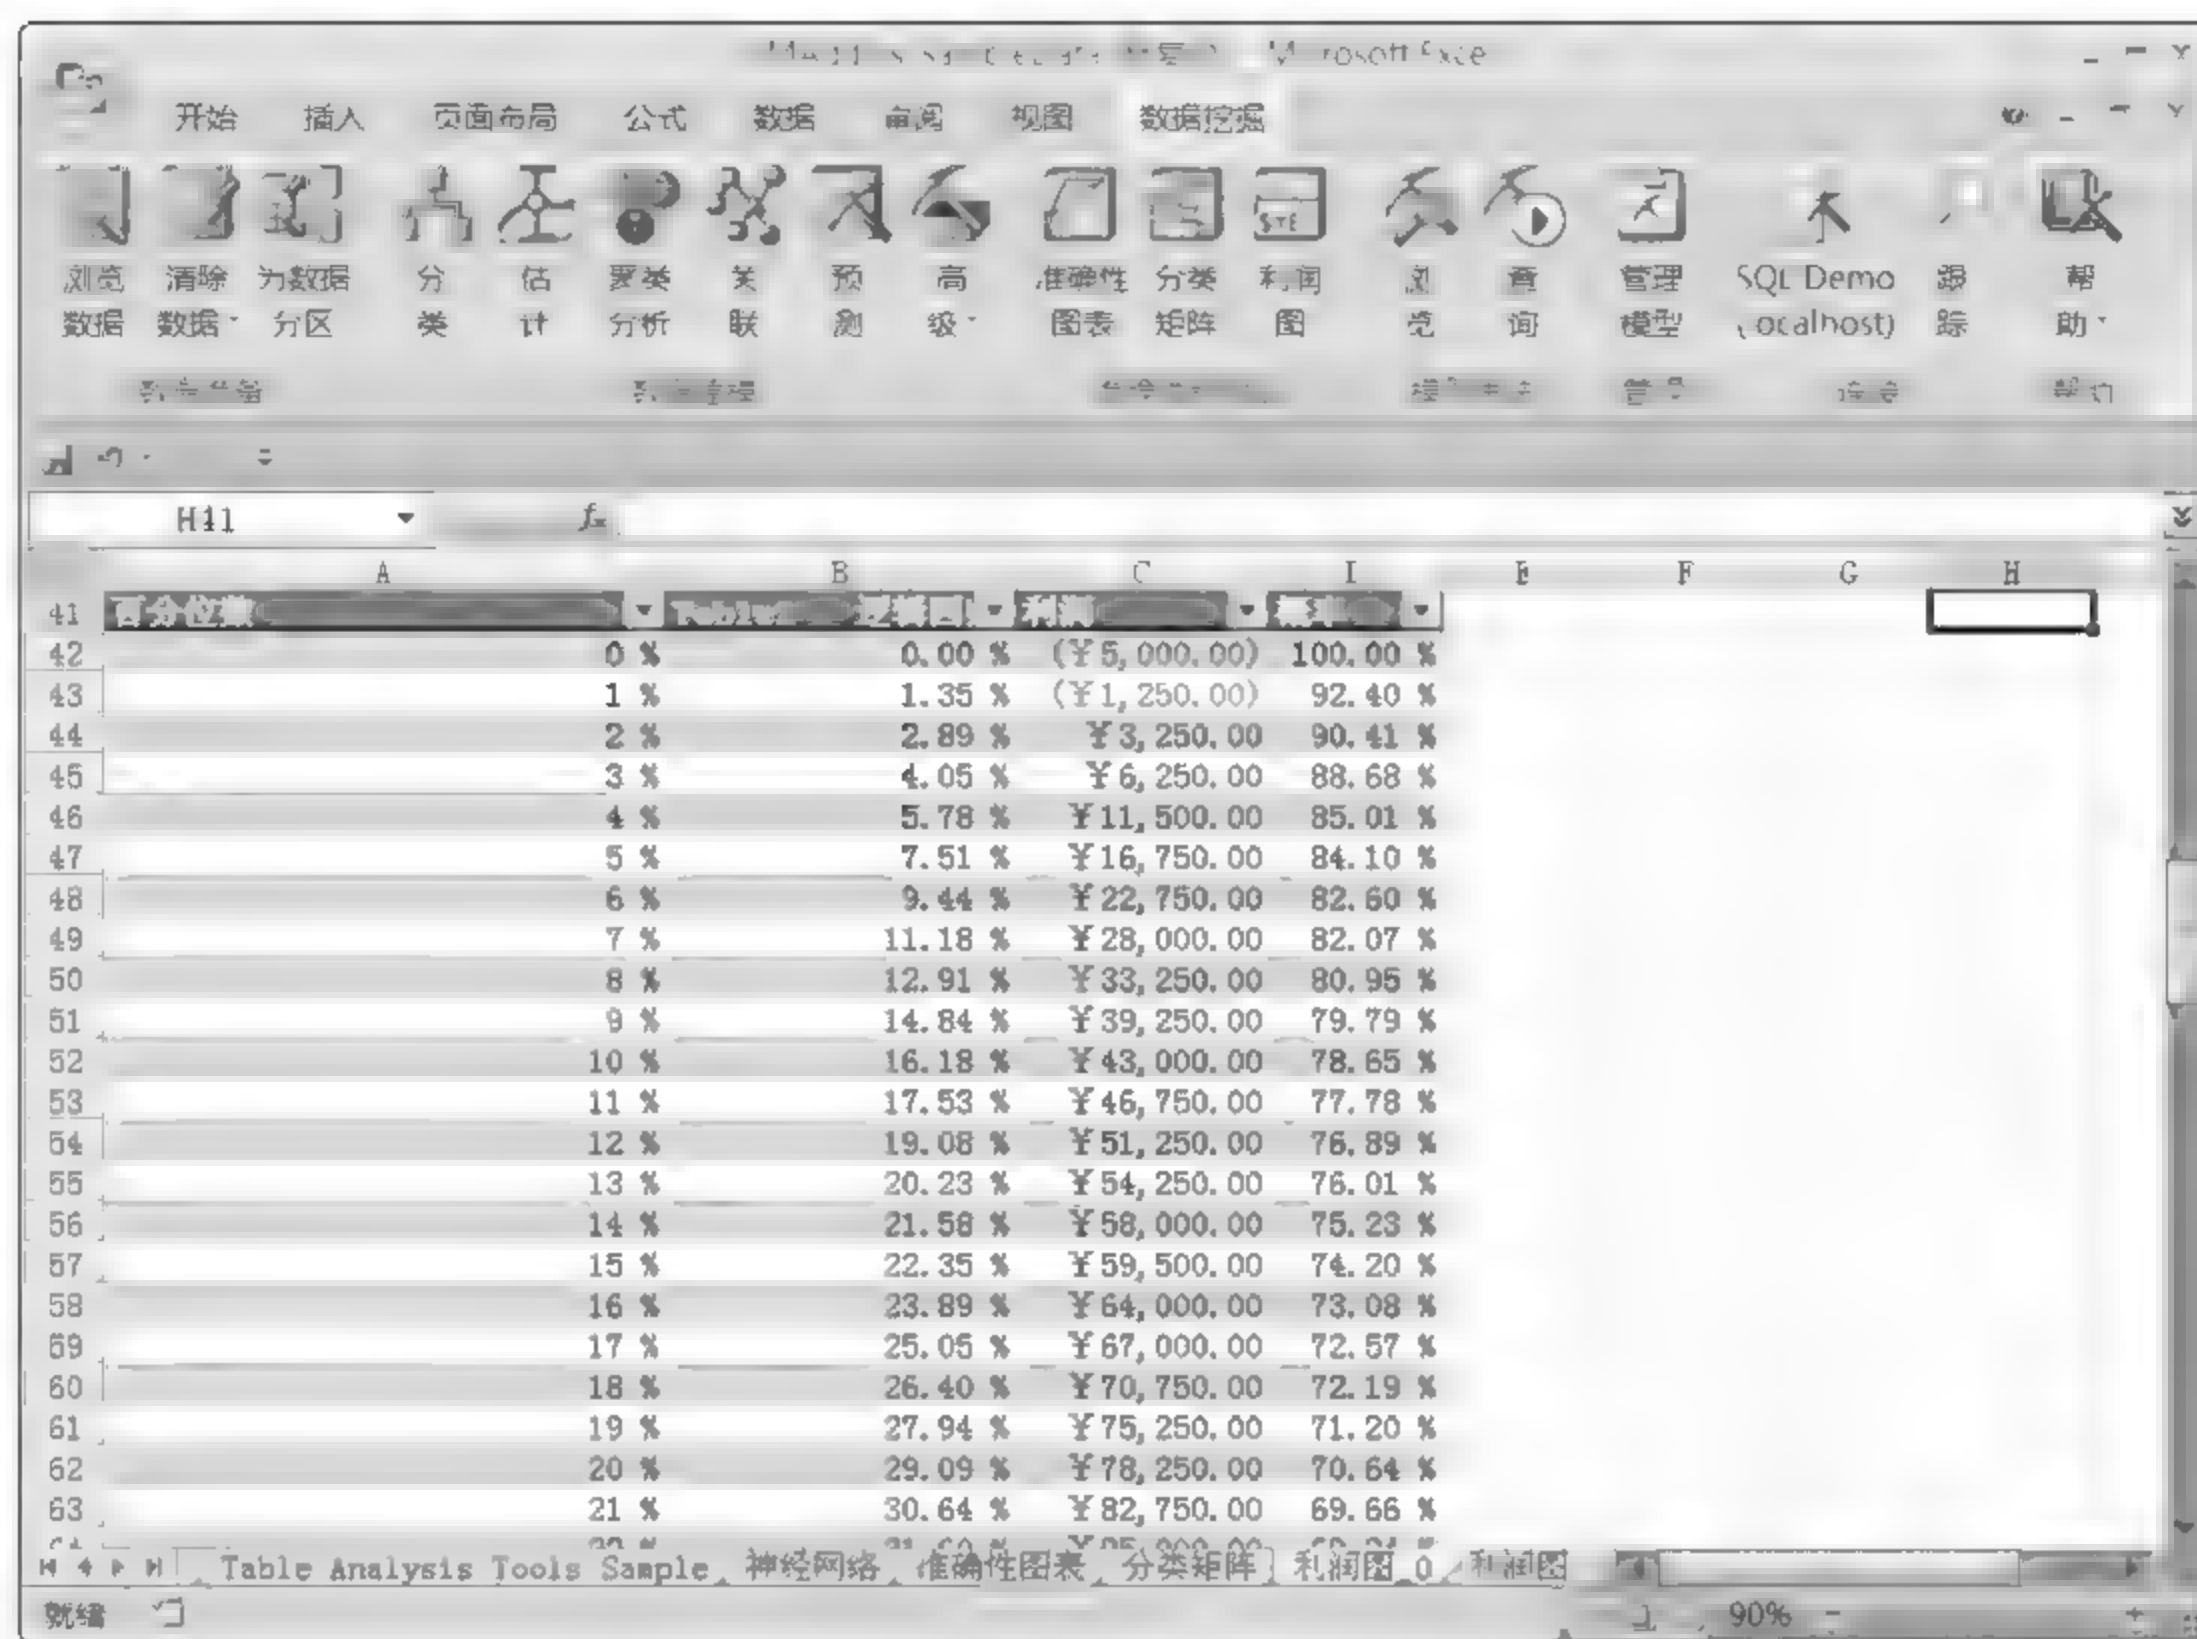 Microsoft Excel
开始 插入 页面布局 公式 数据 审阅 视图 数据挖掘
浏览 清除 为数据 分 估 聚类 关 预 高 准确性 分类 利润 浏 查 管理 SQL Demo 跟 帮
数据 数据 分区 类 计 分析 联 测 级 图表 矩阵 图 览 询 模型 (localhost) 踪 助
H41 fx
A B C I E F G H
41 百分位数
42 0 % 0.00 % (¥5,000.00) 100.00 %
43 1 % 1.35 % (¥1,250.00) 92.40 %
44 2 % 2.89 % ¥3,250.00 90.41 %
45 3 % 4.05 % ¥6,250.00 88.68 %
46 4 % 5.78 % ¥11,500.00 85.01 %
47 5 % 7.51 % ¥16,750.00 84.10 %
48 6 % 9.44 % ¥22,750.00 82.60 %
49 7 % 11.18 % ¥28,000.00 82.07 %
50 8 % 12.91 % ¥33,250.00 80.95 %
51 9 % 14.84 % ¥39,250.00 79.79 %
52 10 % 16.18 % ¥43,000.00 78.65 %
53 11 % 17.53 % ¥46,750.00 77.78 %
54 12 % 19.08 % ¥51,250.00 76.89 %
55 13 % 20.23 % ¥54,250.00 76.01 %
56 14 % 21.58 % ¥58,000.00 75.23 %
57 15 % 22.35 % ¥59,500.00 74.20 %
58 16 % 23.89 % ¥64,000.00 73.08 %
59 17 % 25.05 % ¥67,000.00 72.57 %
60 18 % 26.40 % ¥70,750.00 72.19 %
61 19 % 27.94 % ¥75,250.00 71.20 %
62 20 % 29.09 % ¥78,250.00 70.64 %
63 21 % 30.64 % ¥82,750.00 69.66 %
Table Analysis Tools Sample 神经网络 准确性图表 分类矩阵 利润图_0 利润图
就绪 90%